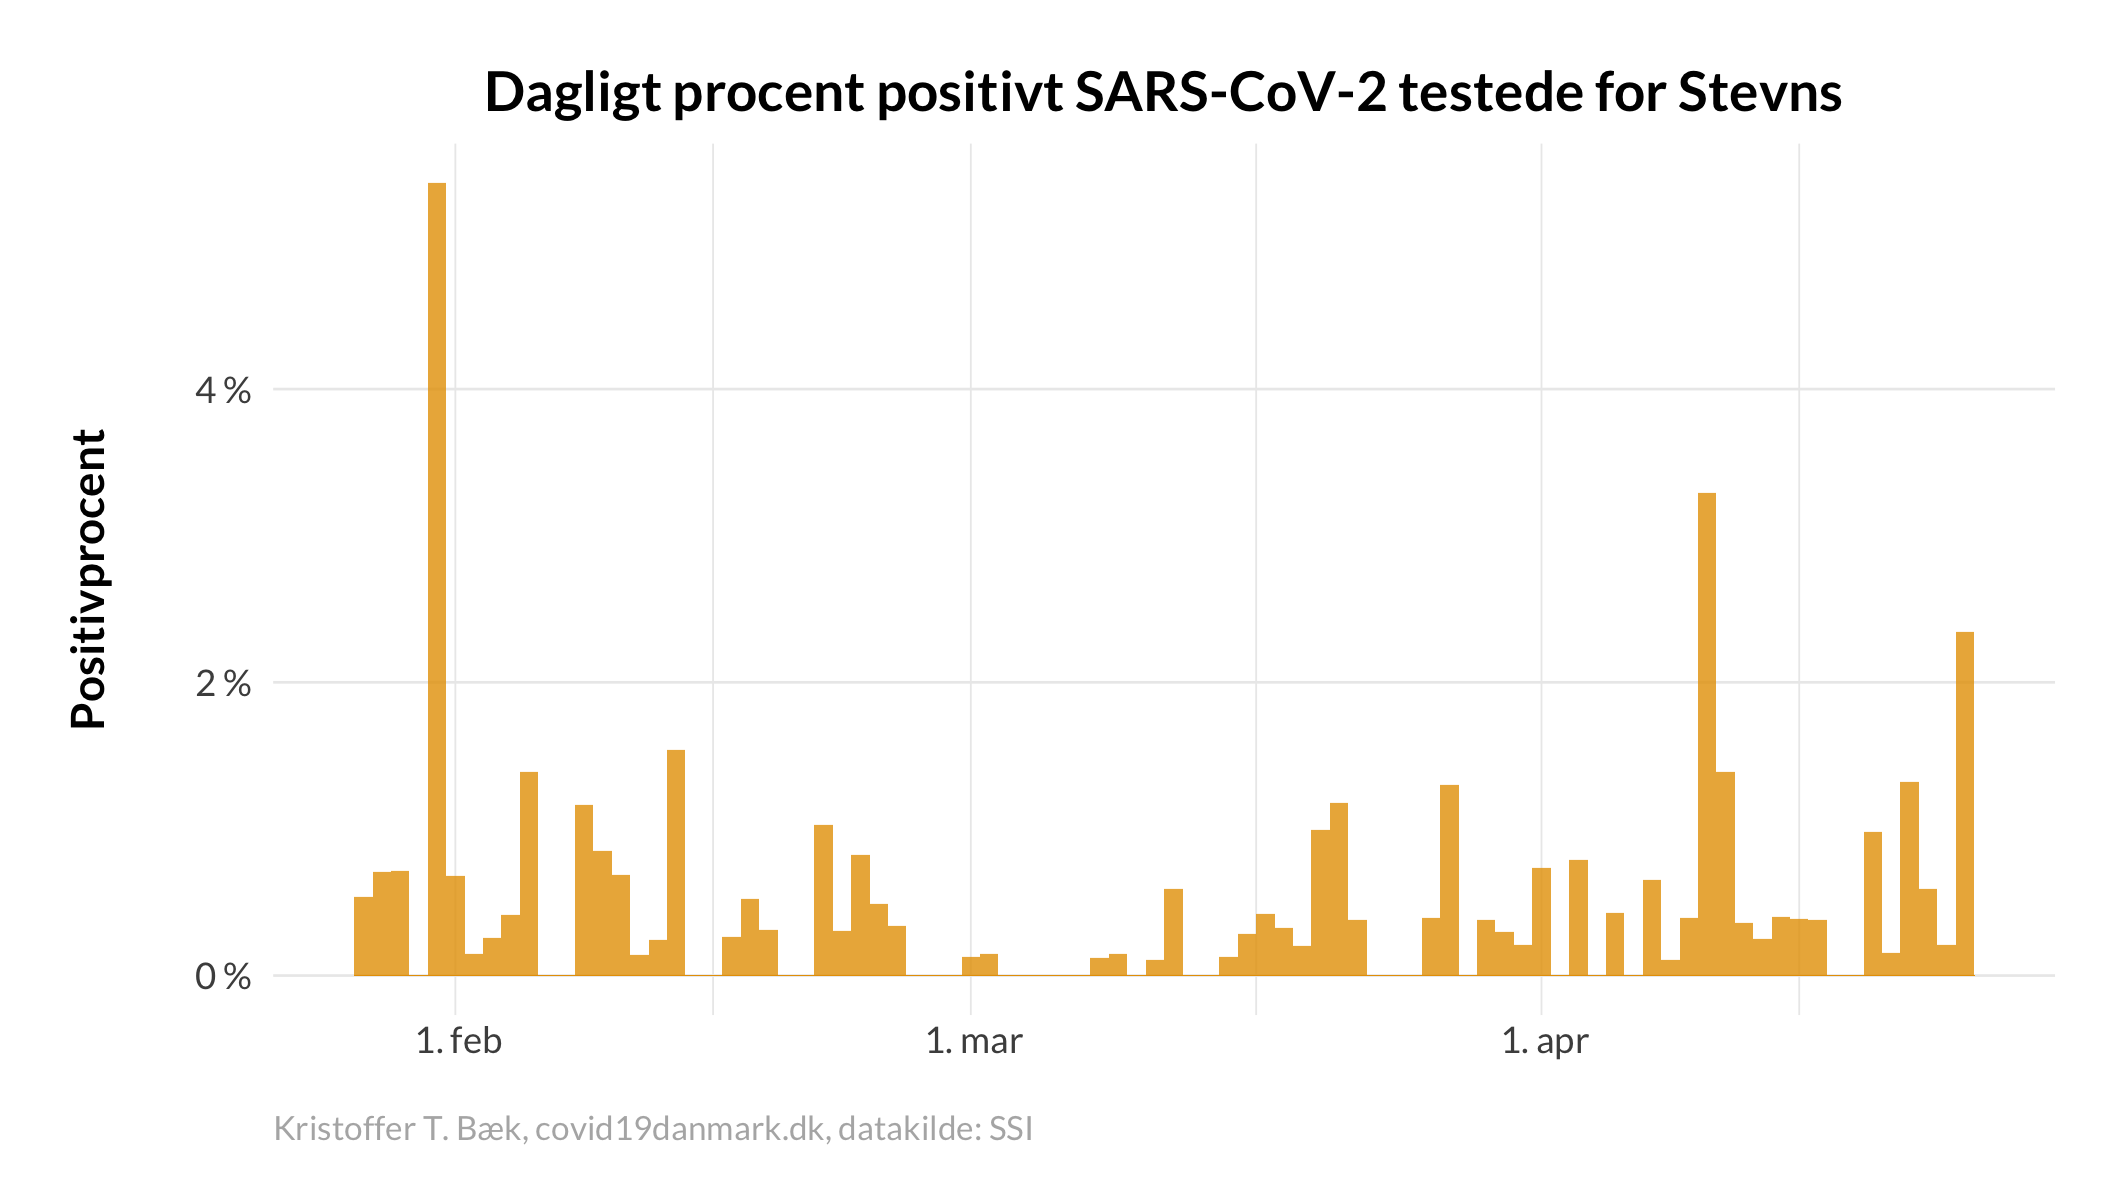 Dagligt procent positivt SARS-CoV-2 testede for Stevns
Positivprocent
4 %
2 %
0 %
1. feb
1. mar
1. apr
Kristoffer T. Bæk, covid19danmark.dk, datakilde: SSI